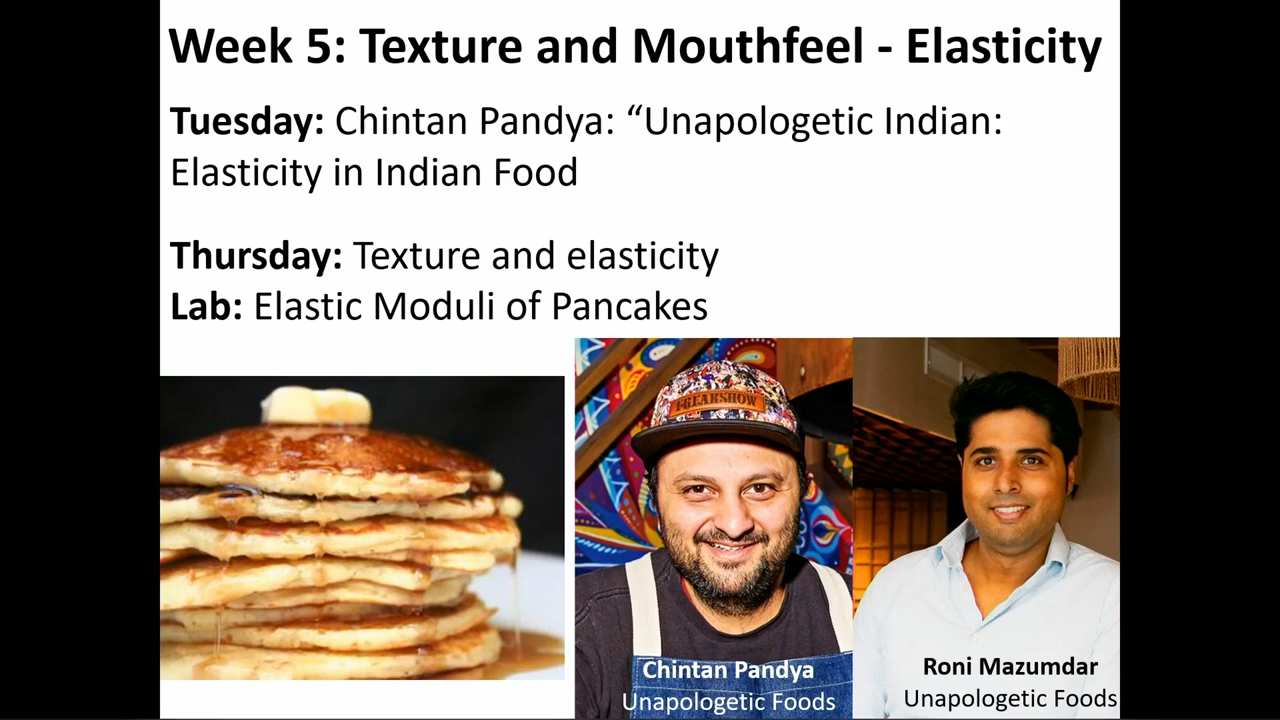 Week 5: Texture and Mouthfeel - Elasticity
Tuesday: Chintan Pandya: “Unapologetic Indian:
Elasticity in Indian Food
Thursday: Texture and elasticity
Lab: Elastic Moduli of Pancakes
FREAKSHOW
Chintan Pandya
Unapologetic Foods
Roni Mazumdar
Unapologetic Foods